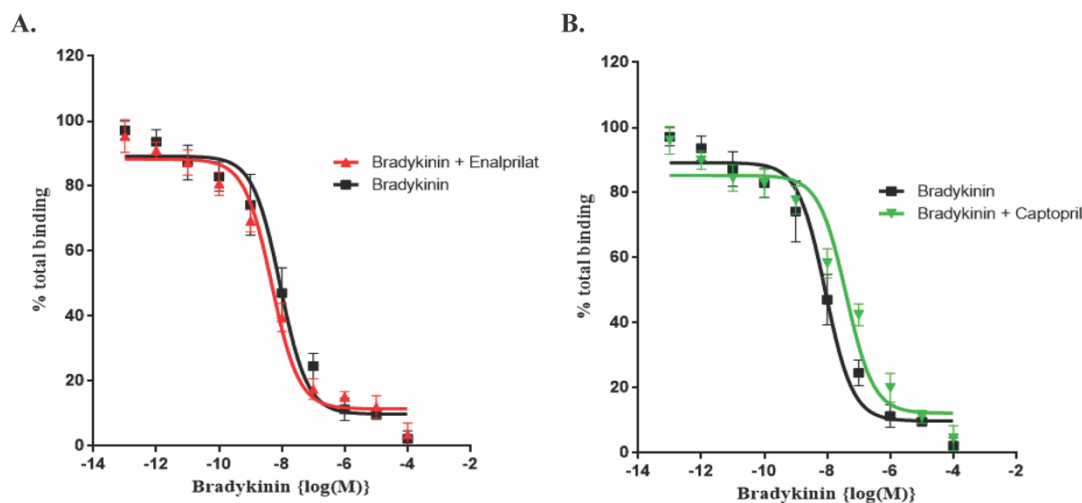 A.
120
100
80
60
40
20
0
% total binding
-14 -12 -10 -8 -6 -4 -2
Bradykinin {log(M)}
Bradykinin + Enalprilat
Bradykinin
B.
120
100
80
60
40
20
0
% total binding
-14 -12 -10 -8 -6 -4 -2
Bradykinin {log(M)}
Bradykinin
Bradykinin + Captopril